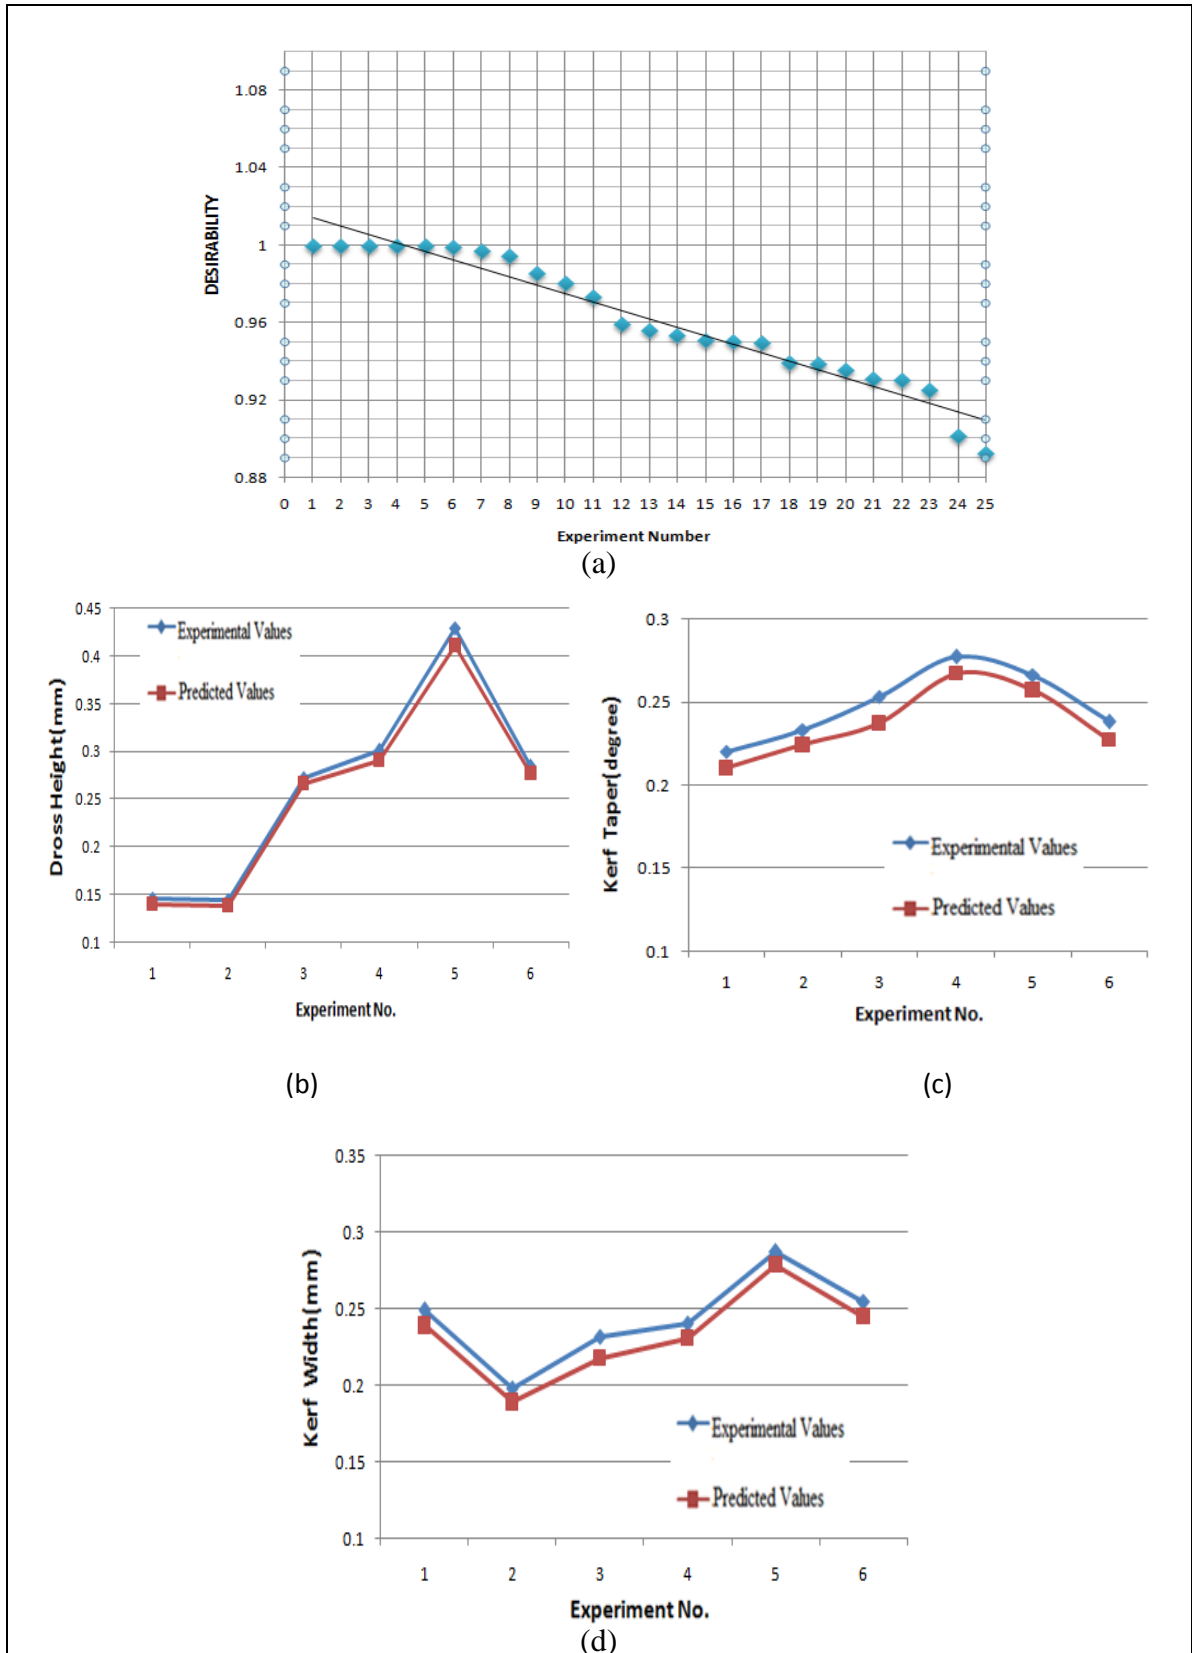 1.08
1.04
1
0.96
0.92
0.88
DESIRABILITY
0 1 2 3 4 5 6 7 8 9 10 11 12 13 14 15 16 17 18 19 20 21 22 23 24 25
Experiment Number
(a)
0.45
0.4
0.35
0.3
0.25
0.2
0.15
0.1
Dross Height(mm)
Experimental Values
Predicted Values
1 2 3 4 5 6
Experiment No.
(b)
0.3
0.25
0.2
0.15
0.1
Kerf Taper(degree)
Experimental Values
Predicted Values
1 2 3 4 5 6
Experiment No.
(c)
0.35
0.3
0.25
0.2
0.15
0.1
Kerf Width(mm)
Experimental Values
Predicted Values
1 2 3 4 5 6
Experiment No.
(d)